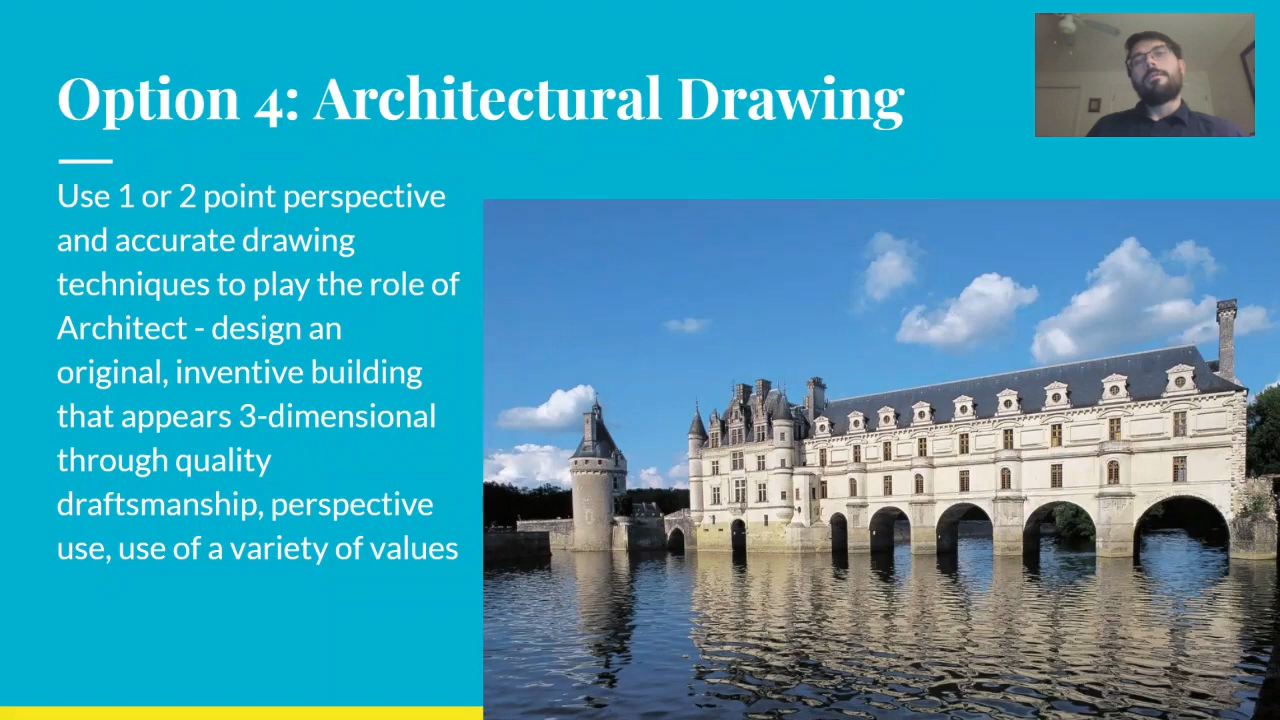 Option 4: Architectural Drawing
Use 1 or 2 point perspective
and accurate drawing
techniques to play the role of
Architect - design an
original, inventive building
that appears 3-dimensional
through quality
draftsmanship, perspective
use, use of a variety of values